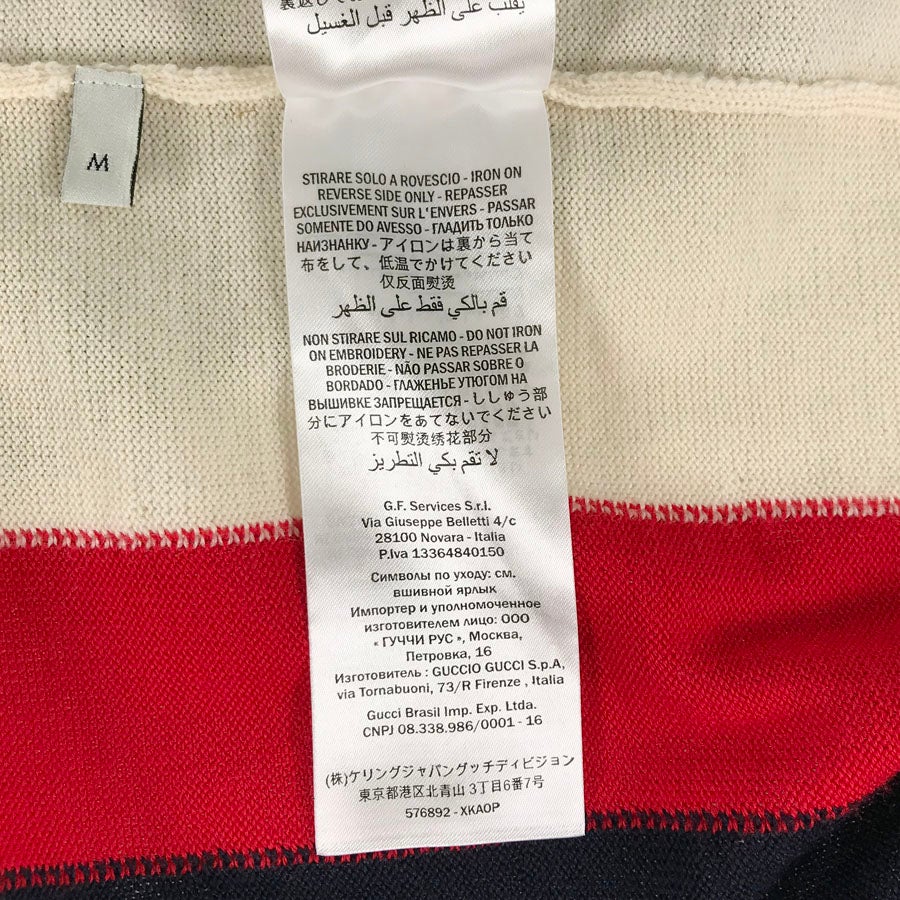 يقلب على الظهر قبل الغسيل
M
STIRARE SOLO A ROVESCIO - IRON ON
REVERSE SIDE ONLY - REPASSER
EXCLUSIVEMENT SUR L'ENVERS - PASSAR
SOMENTE DO AVESSO - ГЛАДИТЬ ТОЛЬКО
НАИЗНАНКУ - アイロンは裏から当て
布をして、低温でかけてください
仅反面熨烫
قم بالكي فقط على الظهر
NON STIRARE SUL RICAMO - DO NOT IRON
ON EMBROIDERY - NE PAS REPASSER LA
BRODERIE - NÃO PASSAR SOBRE O
BORDADO - ГЛАЖЕНЬЕ УТЮГОМ НА
ВЫШИВКЕ ЗАПРЕЩАЕТСЯ - ししゅう部
分にアイロンをあてないでください
不可熨烫绣花部分
لا تقم بكي التطريز
G.F. Services S.r.l.
Via Giuseppe Belletti 4/c
28100 Novara - Italia
P.Iva 13364840150
Символы по уходу: см.
вшивной ярлык
Импортер и уполномоченное
изготовителем лицо: ООО
« ГУЧЧИ РУС », Москва,
Петровка, 16
Изготовитель : GUCCIO GUCCI S.p.A,
via Tornabuoni, 73/R Firenze , Italia
Gucci Brasil Imp. Exp. Ltda.
CNPJ 08.338.986/0001 - 16
(株)ケリングジャパングッチディビジョン
東京都港区北青山 3丁目6番7号
576892 - XKAOP